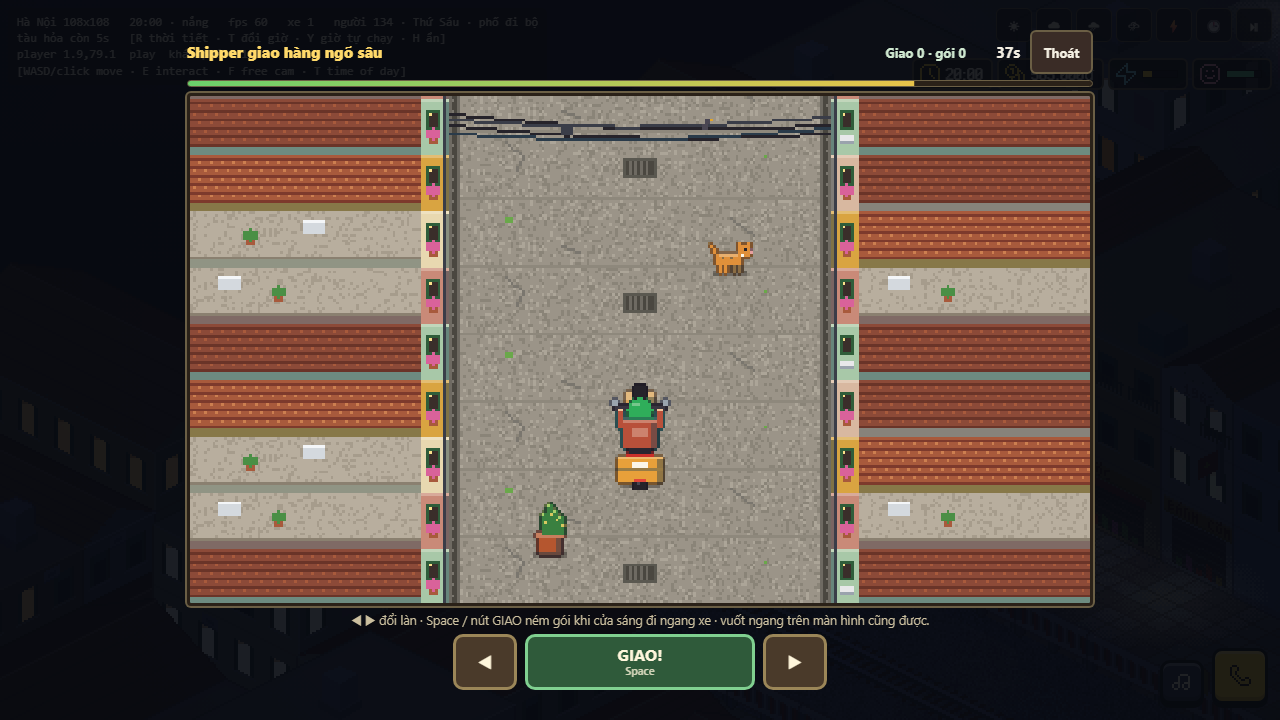 Hà Nội 108x108 20:00 · nắng fps 60 xe 1 người 134 · Thứ Sáu · phố đi bộ
tàu hỏa còn 5s [R thời tiết · T đổi giờ · Y giờ tự chạy · H ẩn]
player 1.9,79.1 play
[WASD/click move · E interact · F free cam · T time of day]
Shipper giao hàng ngõ sâu
Giao 0 · gói 0
37s
Thoát
20:00
◀ ▶ đổi làn · Space / nút GIAO ném gói khi cửa sáng đi ngang xe · vuốt ngang trên màn hình cũng được.
◀
GIAO!
Space
▶